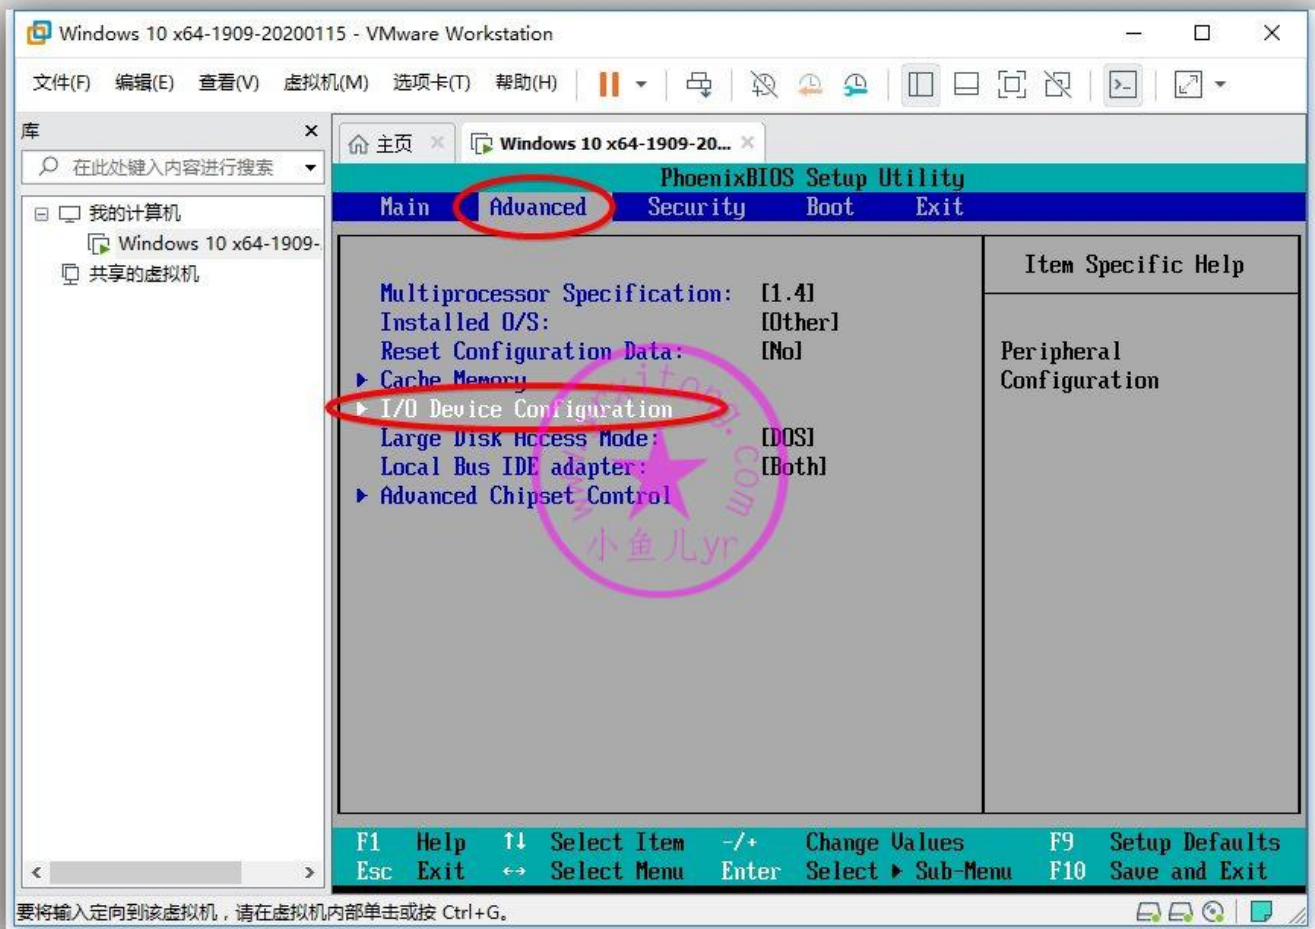 Windows 10 x64-1909-20200115 - VMware Workstation
文件(F) 编辑(E) 查看(V) 虚拟机(M) 选项卡(T) 帮助(H)
库
在此处键入内容进行搜索
我的计算机
Windows 10 x64-1909-
共享的虚拟机
主页 Windows 10 x64-1909-20...
PhoenixBIOS Setup Utility
Main Advanced Security Boot Exit
Multiprocessor Specification: [1.4]
Installed O/S: [Other]
Reset Configuration Data: [No]
Cache Memory
I/O Device Configuration
Large Disk Access Mode: [DOS]
Local Bus IDE adapter: [Both]
Advanced Chipset Control
Item Specific Help
Peripheral
Configuration
小鱼儿yr
F1 Help ↑↓ Select Item -/+ Change Values F9 Setup Defaults
Esc Exit ↔ Select Menu Enter Select ▶ Sub-Menu F10 Save and Exit
要将输入定向到该虚拟机，请在虚拟机内部单击或按 Ctrl+G。